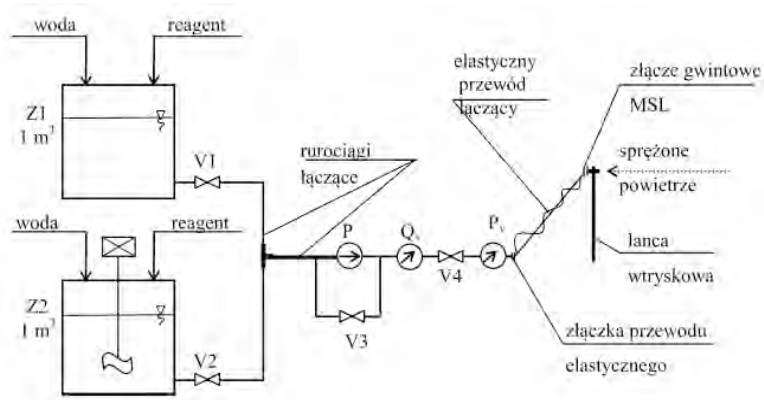 woda
reagent
Z1
1 m³
V1
rurociągi
łączące
elastyczny
przewód
łączący
złącze gwintowe
MSL
sprężone
powietrze
lanca
wtryskowa
P
Qᵥ
Pᵥ
V4
V3
woda
reagent
Z2
1 m³
V2
złączka przewodu
elastycznego